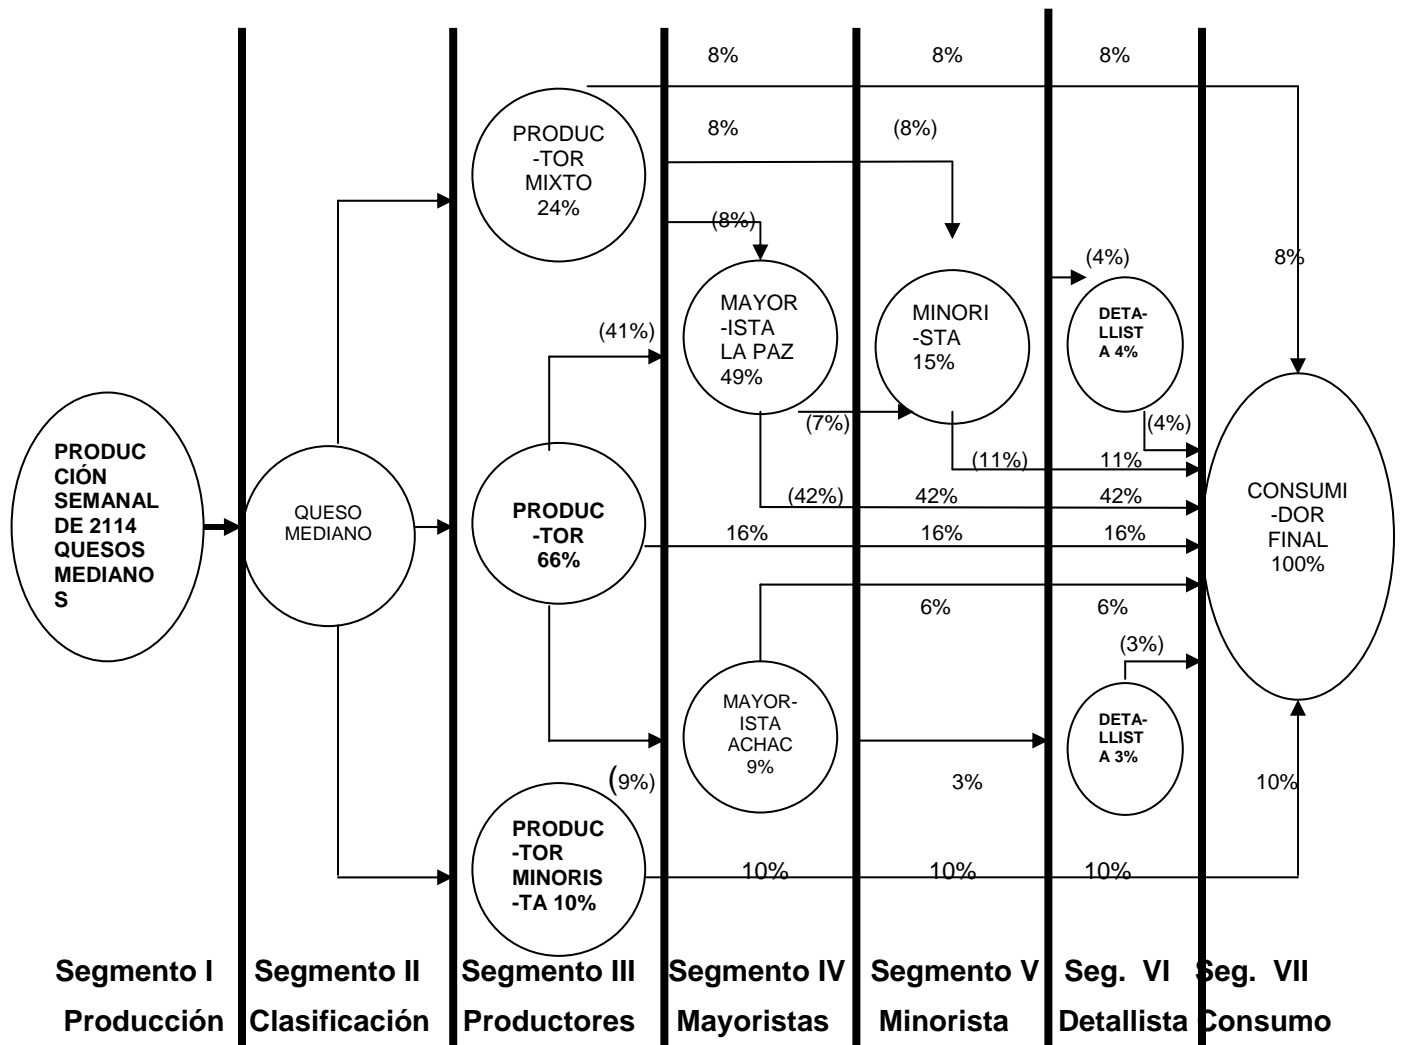 8% 8% 8%
PRODUC
-TOR
MIXTO
24%
8% (8%)
(8%)
(4%)
8%
MAYOR
-ISTA
LA PAZ
49%
MINORI
-STA
15%
DETA-
LLIST
A 4%
(41%)
(7%)
(4%)
PRODUC
CIÓN
SEMANAL
DE 2114
QUESOS
MEDIANO
S
QUESO
MEDIANO
PRODUC
-TOR
66%
(11%) 11%
(42%) 42% 42%
16% 16% 16%
CONSUMI
-DOR
FINAL
100%
6% 6%
(3%)
MAYOR-
ISTA
ACHAC
9%
DETA-
LLIST
A 3%
(9%)
3%
10%
PRODUC
-TOR
MINORIS
-TA 10%
10% 10% 10%
Segmento I Segmento II Segmento III Segmento IV Segmento V Seg. VI Seg. VII
Producción Clasificación Productores Mayoristas Minorista Detallista Consumo